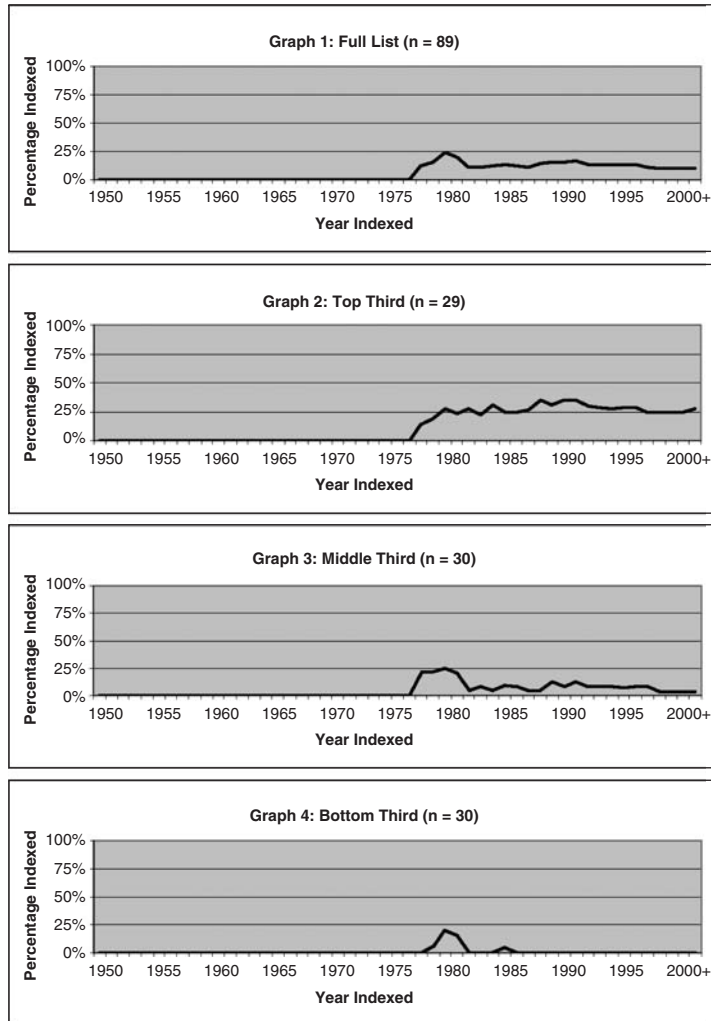 Graph 1: Full List (n = 89)
Percentage Indexed
100%
75%
50%
25%
0%
1950 1955 1960 1965 1970 1975 1980 1985 1990 1995 2000+
Year Indexed
Graph 2: Top Third (n = 29)
Percentage Indexed
100%
75%
50%
25%
0%
1950 1955 1960 1965 1970 1975 1980 1985 1990 1995 2000+
Year Indexed
Graph 3: Middle Third (n = 30)
Percentage Indexed
100%
75%
50%
25%
0%
1950 1955 1960 1965 1970 1975 1980 1985 1990 1995 2000+
Year Indexed
Graph 4: Bottom Third (n = 30)
Percentage Indexed
100%
75%
50%
25%
0%
1950 1955 1960 1965 1970 1975 1980 1985 1990 1995 2000+
Year Indexed